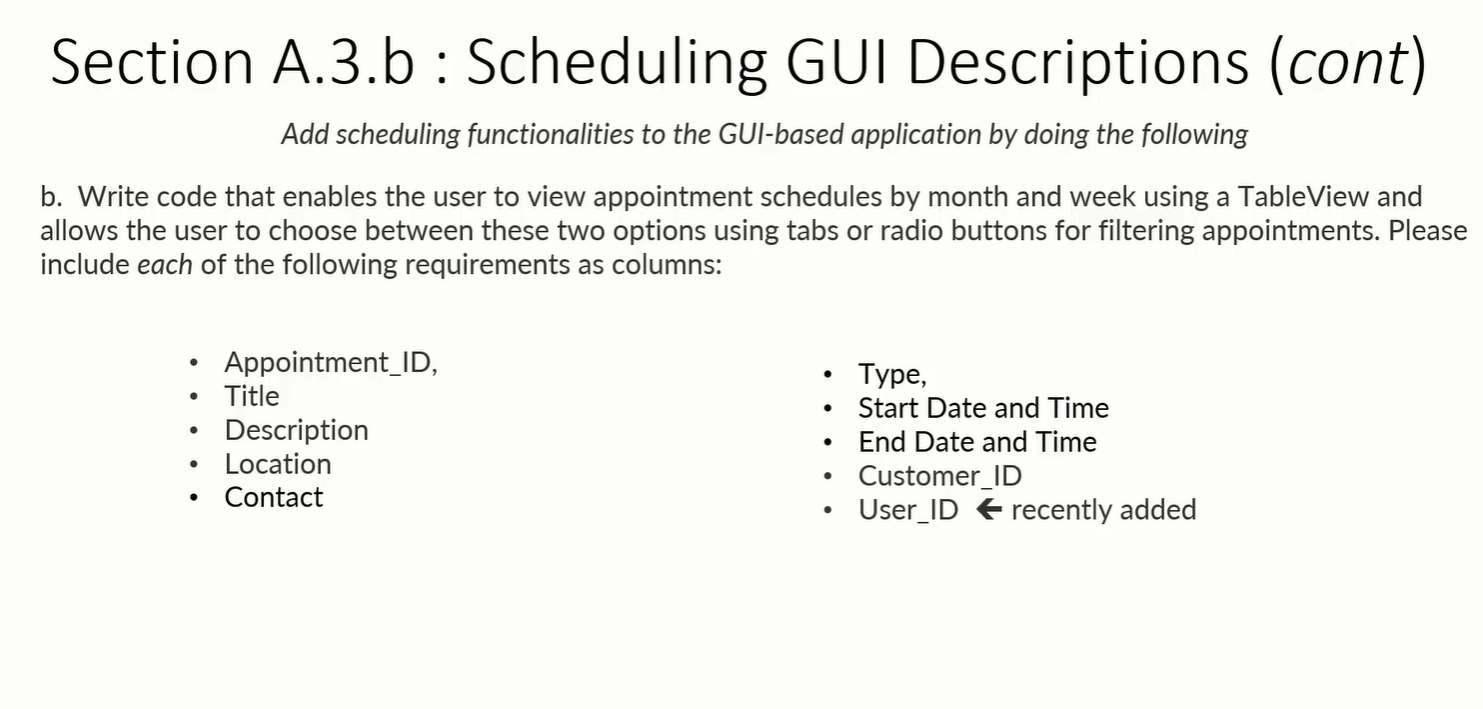 Section A.3.b : Scheduling GUI Descriptions (cont)
Add scheduling functionalities to the GUI-based application by doing the following
b. Write code that enables the user to view appointment schedules by month and week using a TableView and
allows the user to choose between these two options using tabs or radio buttons for filtering appointments. Please
include each of the following requirements as columns:
• Appointment_ID,
• Title
• Description
• Location
• Contact
• Type,
• Start Date and Time
• End Date and Time
• Customer_ID
• User_ID 🡸 recently added